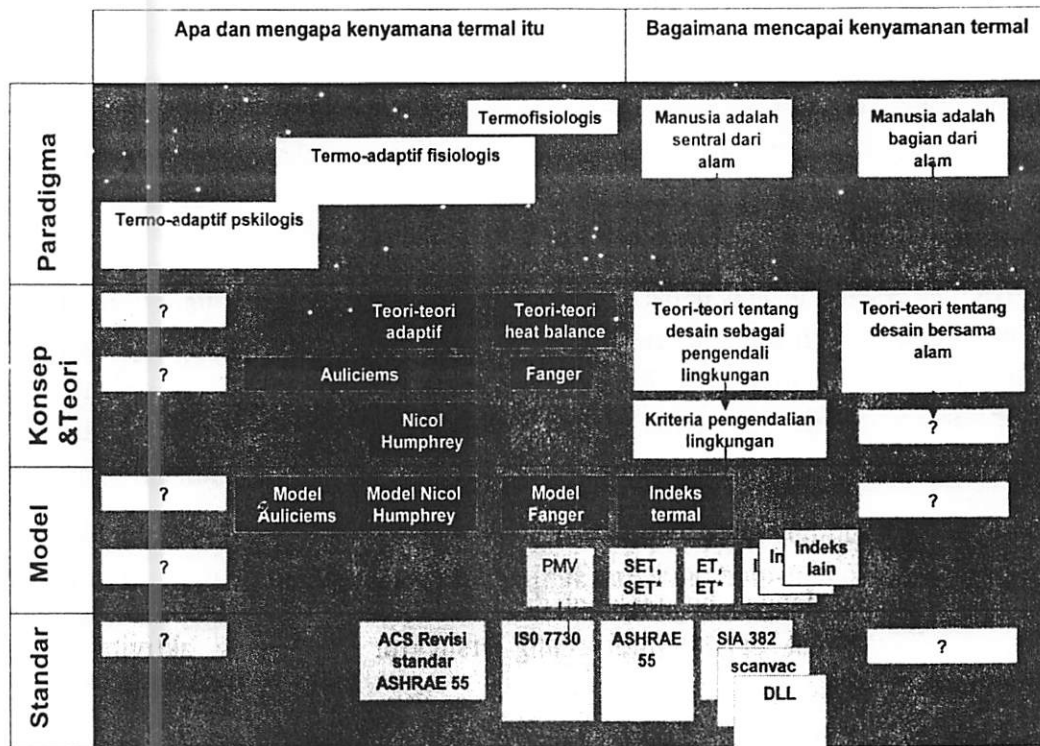 Apa dan mengapa kenyamana termal itu
Bagaimana mencapai kenyamanan termal
Paradigma
Termofisiologis
Termo-adaptif fisiologis
Termo-adaptif pskilogis
Manusia adalah
sentral dari
alam
Manusia adalah
bagian dari
alam
Konsep
&Teori
?
Teori-teori
adaptif
Teori-teori
heat balance
Teori-teori tentang
desain sebagai
pengendali
lingkungan
Teori-teori tentang
desain bersama
alam
?
Auliciems
Fanger
Nicol
Humphrey
Kriteria pengendalian
lingkungan
?
Model
?
Model
Auliciems
Model Nicol
Humphrey
Model
Fanger
Indeks
termal
?
?
PMV
SET,
SET*
ET,
ET*
I
In
Indeks
lain
Standar
?
ACS Revisi
standar
ASHRAE 55
IS0 7730
ASHRAE
55
SIA 382
scanvac
DLL
?